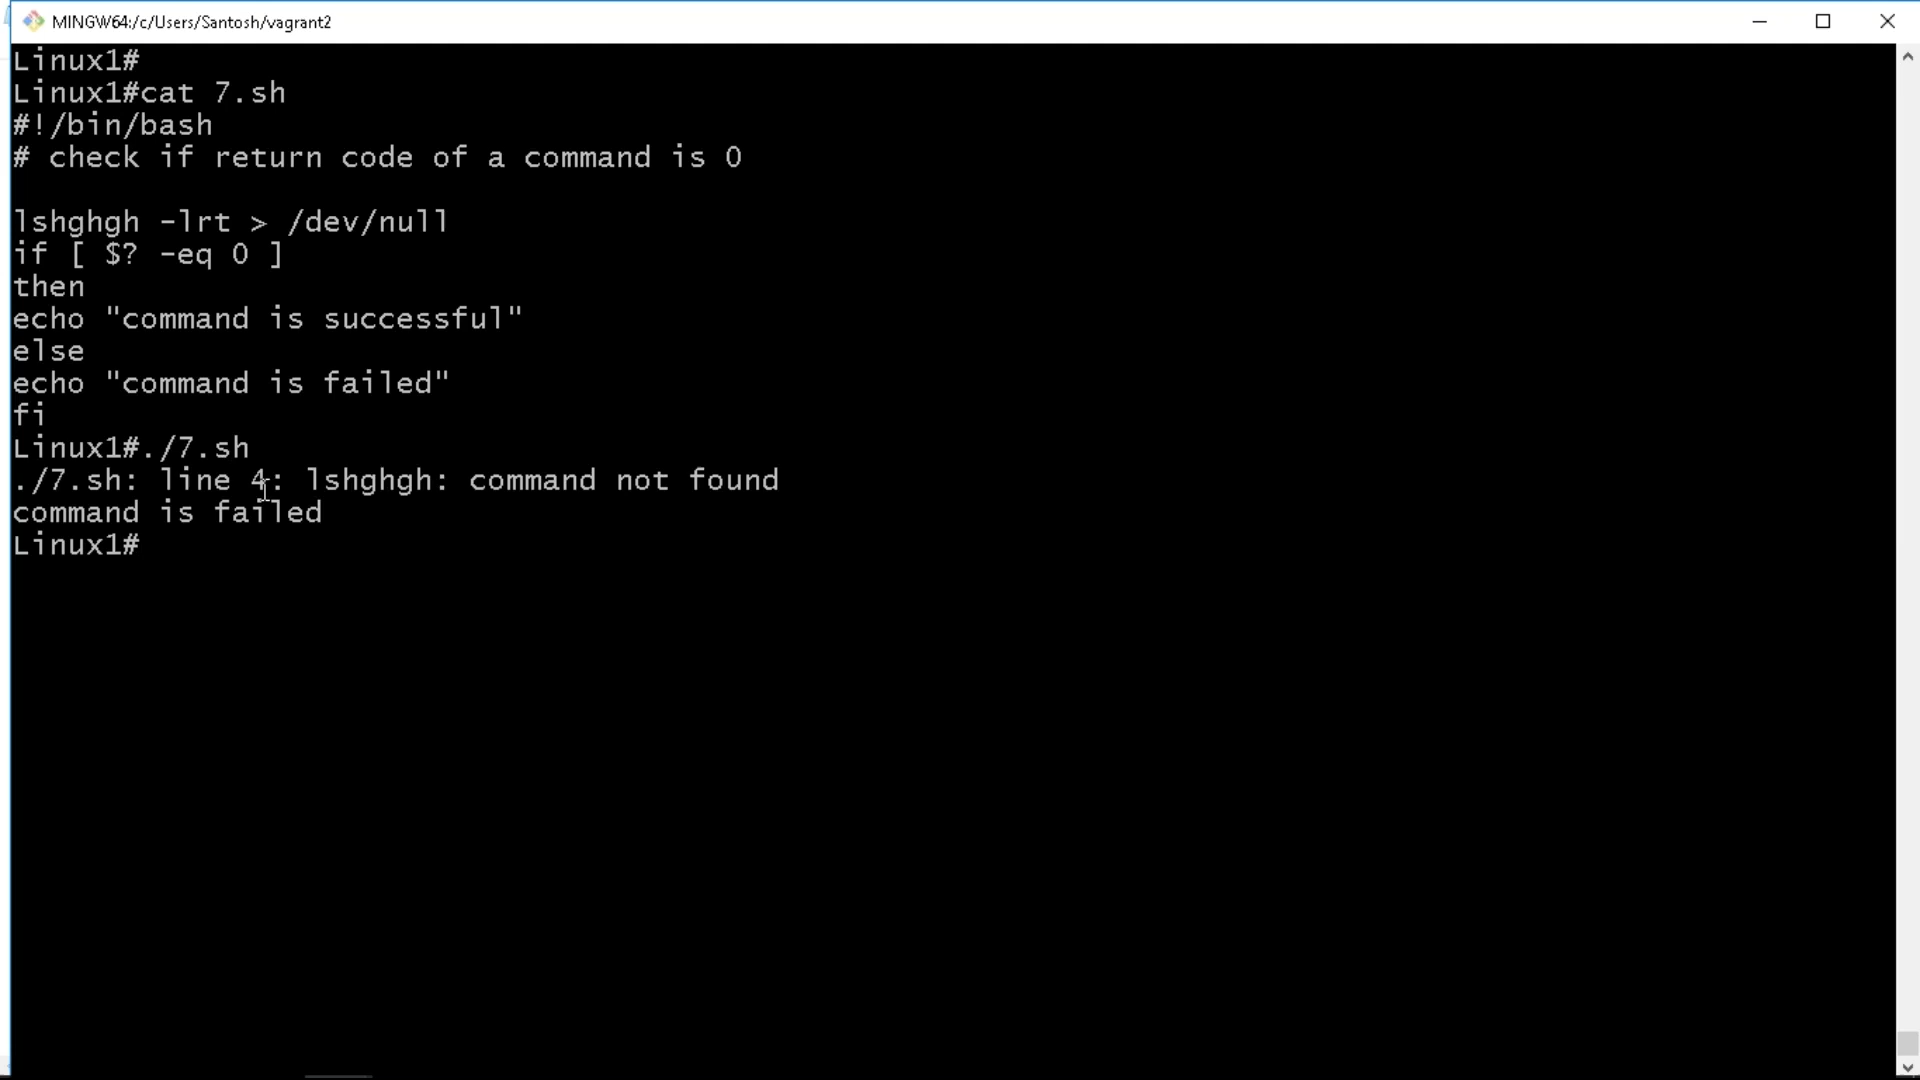 MINGW64:/c/Users/Santosh/vagrant2
Linux1#
Linux1#cat 7.sh
#!/bin/bash
# check if return code of a command is 0

lshghgh -lrt > /dev/null
if [ $? -eq 0 ]
then
echo "command is successful"
else
echo "command is failed"
fi
Linux1#./7.sh
./7.sh: line 4: lshghgh: command not found
command is failed
Linux1#